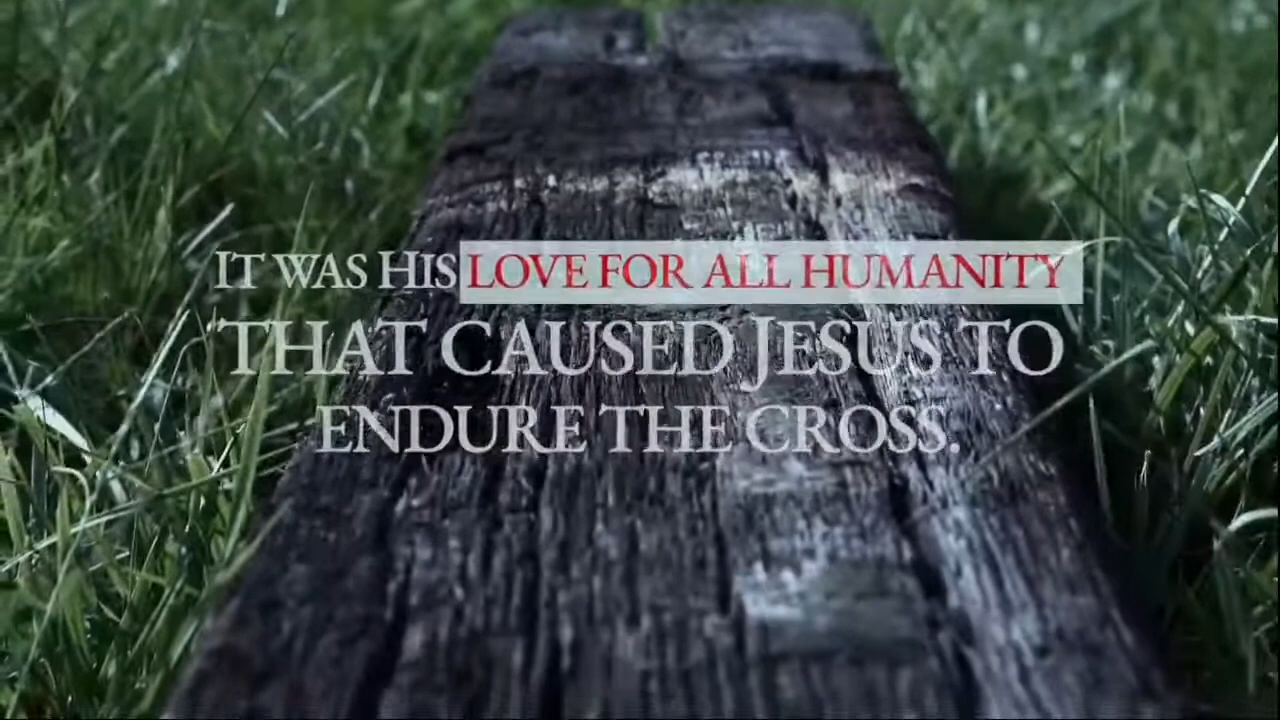 It was His LOVE FOR ALL HUMANITY
THAT CAUSED JESUS TO
ENDURE THE CROSS.